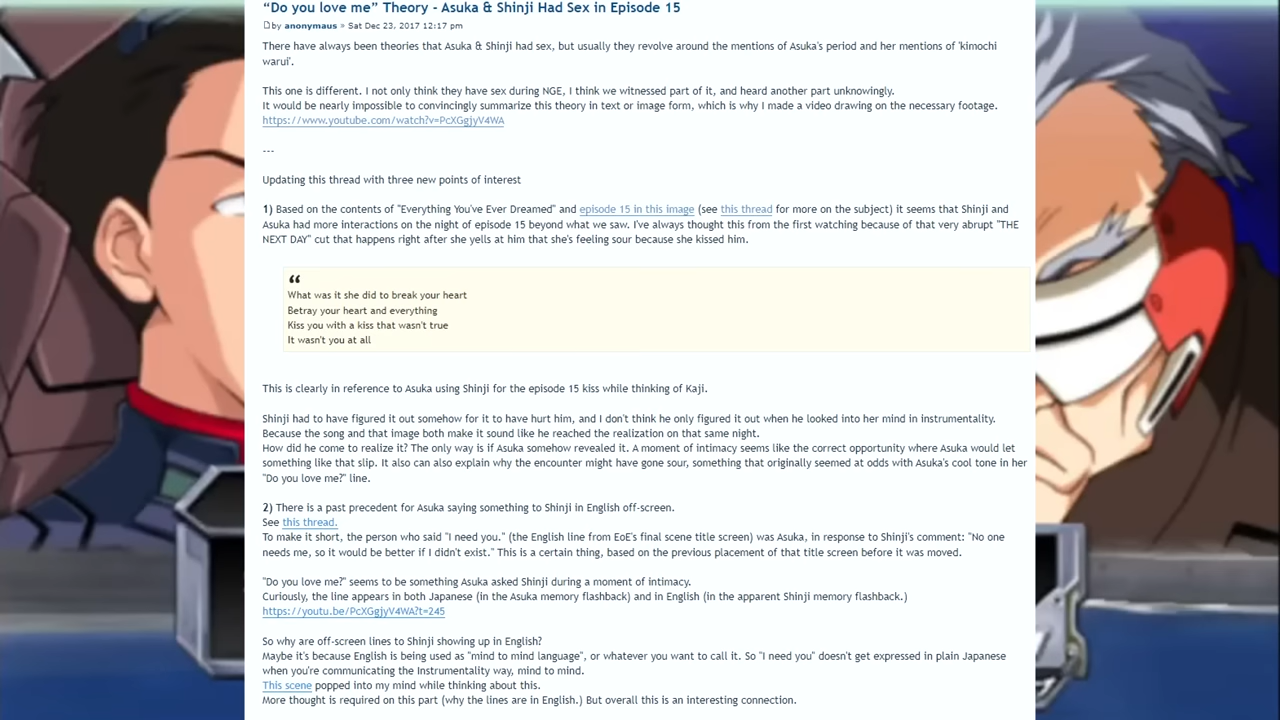 “Do you love me” Theory - Asuka & Shinji Had Sex in Episode 15
by anonymaus » Sat Dec 23, 2017 12:17 pm
There have always been theories that Asuka & Shinji had sex, but usually they revolve around the mentions of Asuka's period and her mentions of 'kimochi
warui'.
This one is different. I not only think they have sex during NGE, I think we witnessed part of it, and heard another part unknowingly.
It would be nearly impossible to convincingly summarize this theory in text or image form, which is why I made a video drawing on the necessary footage.
https://www.youtube.com/watch?v=PcXGgjyV4WA
---
Updating this thread with three new points of interest
1) Based on the contents of "Everything You've Ever Dreamed" and episode 15 in this image (see this thread for more on the subject) it seems that Shinji and
Asuka had more interactions on the night of episode 15 beyond what we saw. I've always thought this from the first watching because of that very abrupt "THE
NEXT DAY" cut that happens right after she yells at him that she's feeling sour because she kissed him.
“
What was it she did to break your heart
Betray your heart and everything
Kiss you with a kiss that wasn't true
It wasn't you at all
This is clearly in reference to Asuka using Shinji for the episode 15 kiss while thinking of Kaji.
Shinji had to have figured it out somehow for it to have hurt him, and I don't think he only figured it out when he looked into her mind in instrumentality.
Because the song and that image both make it sound like he reached the realization on that same night.
How did he come to realize it? The only way is if Asuka somehow revealed it. A moment of intimacy seems like the correct opportunity where Asuka would let
something like that slip. It also can also explain why the encounter might have gone sour, something that originally seemed at odds with Asuka's cool tone in her
"Do you love me?" line.
2) There is a past precedent for Asuka saying something to Shinji in English off-screen.
See this thread.
To make it short, the person who said "I need you." (the English line from EoE's final scene title screen) was Asuka, in response to Shinji's comment: "No one
needs me, so it would be better if I didn't exist." This is a certain thing, based on the previous placement of that title screen before it was moved.
"Do you love me?" seems to be something Asuka asked Shinji during a moment of intimacy.
Curiously, the line appears in both Japanese (in the Asuka memory flashback) and in English (in the apparent Shinji memory flashback.)
https://youtu.be/PcXGgjyV4WA?t=245
So why are off-screen lines to Shinji showing up in English?
Maybe it's because English is being used as "mind to mind language", or whatever you want to call it. So "I need you" doesn't get expressed in plain Japanese
when you're communicating the Instrumentality way, mind to mind.
This scene popped into my mind while thinking about this.
More thought is required on this part (why the lines are in English.) But overall this is an interesting connection.